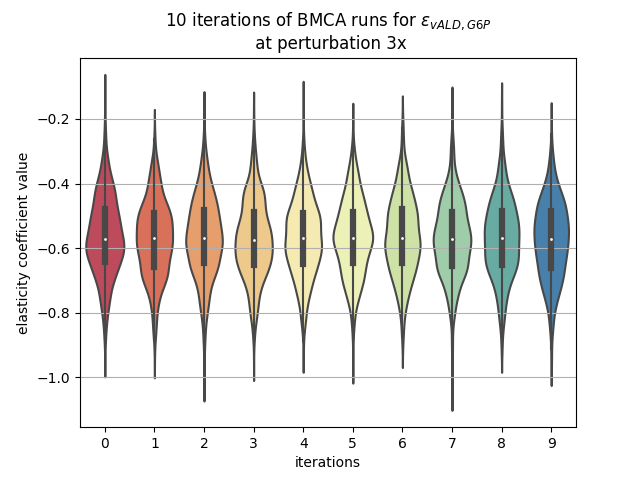 10 iterations of BMCA runs for ε_{vALD, G6P}
at perturbation 3x
elasticity coefficient value
−0.2
−0.4
−0.6
−0.8
−1.0
0 1 2 3 4 5 6 7 8 9
iterations